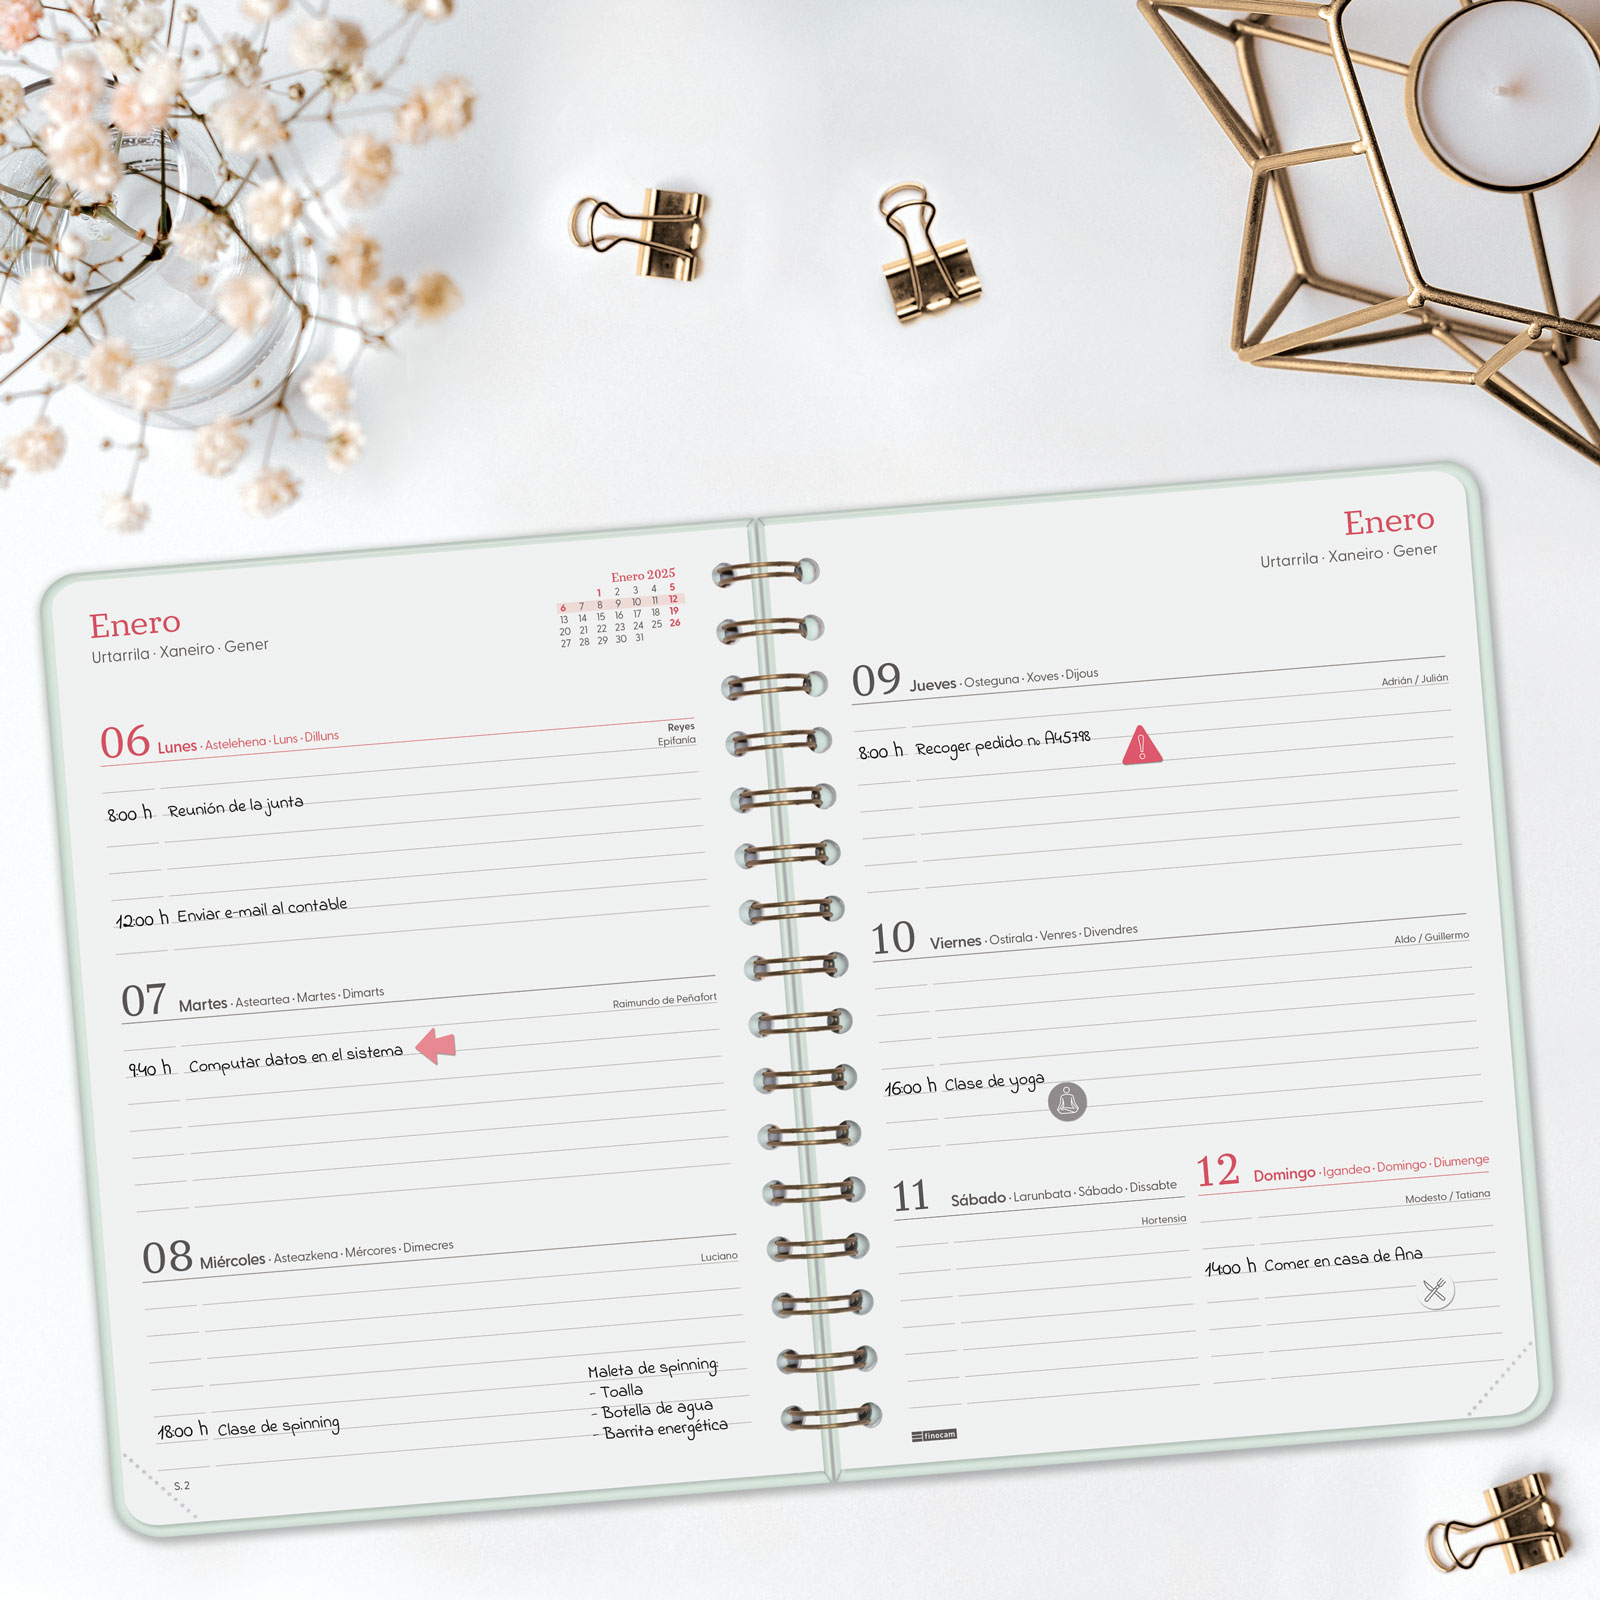 Enero
Urtarrila · Xaneiro · Gener
Enero 2025
1 2 3 4 5
6 7 8 9 10 11 12
13 14 15 16 17 18 19
20 21 22 23 24 25 26
27 28 29 30 31
06 Lunes · Astelehena · Luns · Dilluns
Reyes
Epifanía
8:00 h Reunión de la junta
12:00 h Enviar e-mail al contable
07 Martes · Asteartea · Martes · Dimarts
Raimundo de Peñafort
9:40 h Computar datos en el sistema
08 Miércoles · Asteazkena · Mércores · Dimecres
Luciano
Maleta de spinning:
- Toalla
- Botella de agua
- Barrita energética
18:00 h Clase de spinning
S. 2
Enero
Urtarrila · Xaneiro · Gener
09 Jueves · Osteguna · Xoves · Dijous
Adrián / Julián
8:00 h Recoger pedido nº A45798
10 Viernes · Ostirala · Venres · Divendres
Aldo / Guillermo
16:00 h Clase de yoga
11 Sábado · Larunbata · Sábado · Dissabte
Hortensia
12 Domingo · Igandea · Domingo · Diumenge
Modesto / Tatiana
14:00 h Comer en casa de Ana
finocam